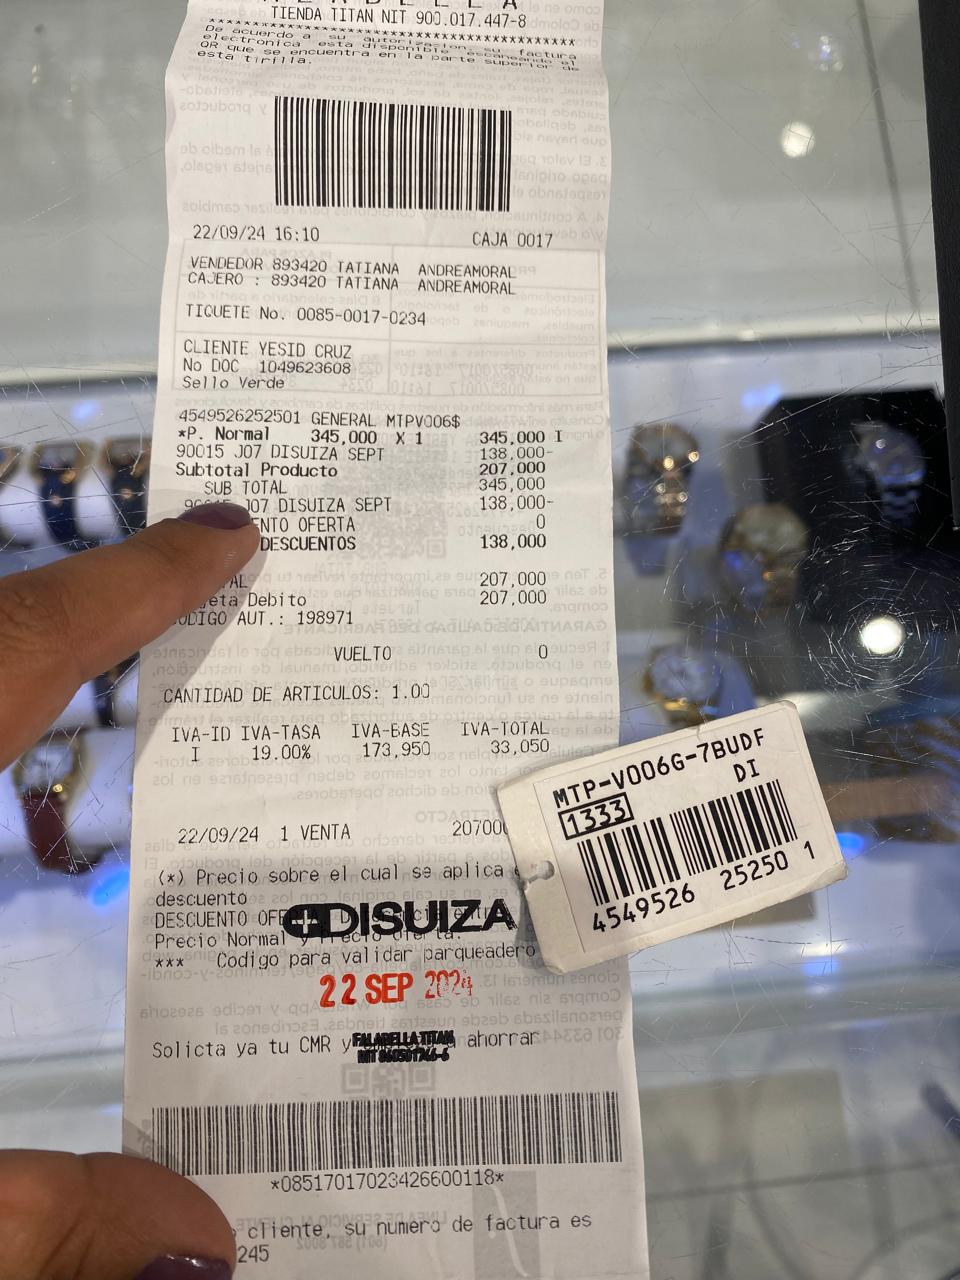 TIENDA TITAN NIT 900.017.447-8
De acuerdo a su autorizacion, su factura
electronica esta disponible escaneando el
QR que se encuentra en la parte superior de
esta tirilla.
22/09/24 16:10 CAJA 0017
VENDEDOR 893420 TATIANA ANDREAMORAL
CAJERO : 893420 TATIANA ANDREAMORAL
TIQUETE No. 0085-0017-0234
CLIENTE YESID CRUZ
No DOC 1049623608
Sello Verde
4549526252501 GENERAL MTPV006$
*P. Normal 345,000 X 1 345,000 I
90015 J07 DISUIZA SEPT 138,000-
Subtotal Producto 207,000
SUB TOTAL 345,000
90015 J07 DISUIZA SEPT 138,000-
ENTO OFERTA 0
DESCUENTOS 138,000
AL 207,000
jeta Debito 207,000
CODIGO AUT.: 198971
VUELTO 0
CANTIDAD DE ARTICULOS: 1.00
IVA-ID IVA-TASA IVA-BASE IVA-TOTAL
I 19.00% 173,950 33,050
22/09/24 1 VENTA 20700
(*) Precio sobre el cual se aplica
descuento
DESCUENTO
Precio Normal y Precio Oferta.
*** Codigo para validar parqueadero
DISUIZA
22 SEP 2024
Solicta ya tu CMR y ahorrar
FALABELLA TITAN
*08517017023426600118*
cliente, su numero de factura es
245
MTP-V006G-7BUDF
1333 DI
4549526 25250 1